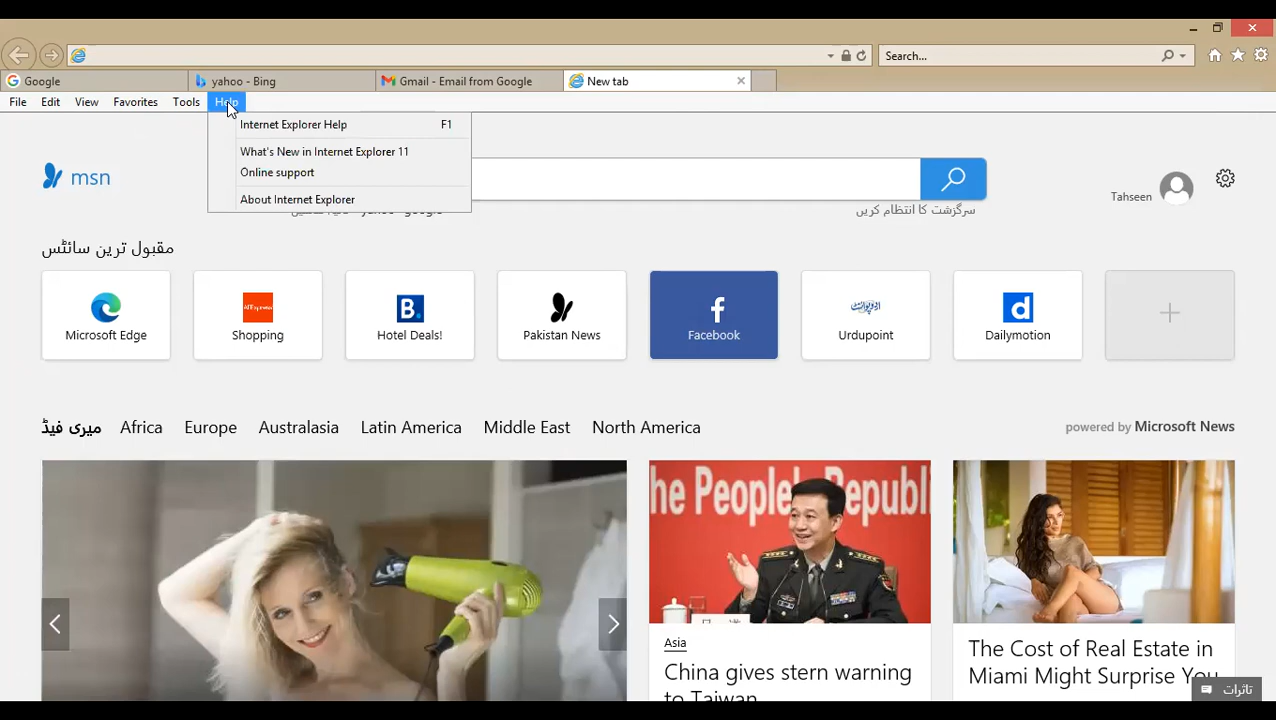 Search...
Google
yahoo - Bing
Gmail - Email from Google
New tab
File Edit View Favorites Tools Help
Internet Explorer Help F1
What's New in Internet Explorer 11
Online support
About Internet Explorer
msn
Tahseen
سرگزشت کا انتظام کریں
مقبول ترین سائٹس
Microsoft Edge
AliExpress
Shopping
B.
Hotel Deals!
Pakistan News
f
Facebook
اردوپوائنٹ
Urdupoint
d
Dailymotion
میری فیڈ Africa Europe Australasia Latin America Middle East North America
powered by Microsoft News
he People's Republi
Asia
China gives stern warning
to Taiwan
The Cost of Real Estate in
Miami Might Surprise You
تاثرات